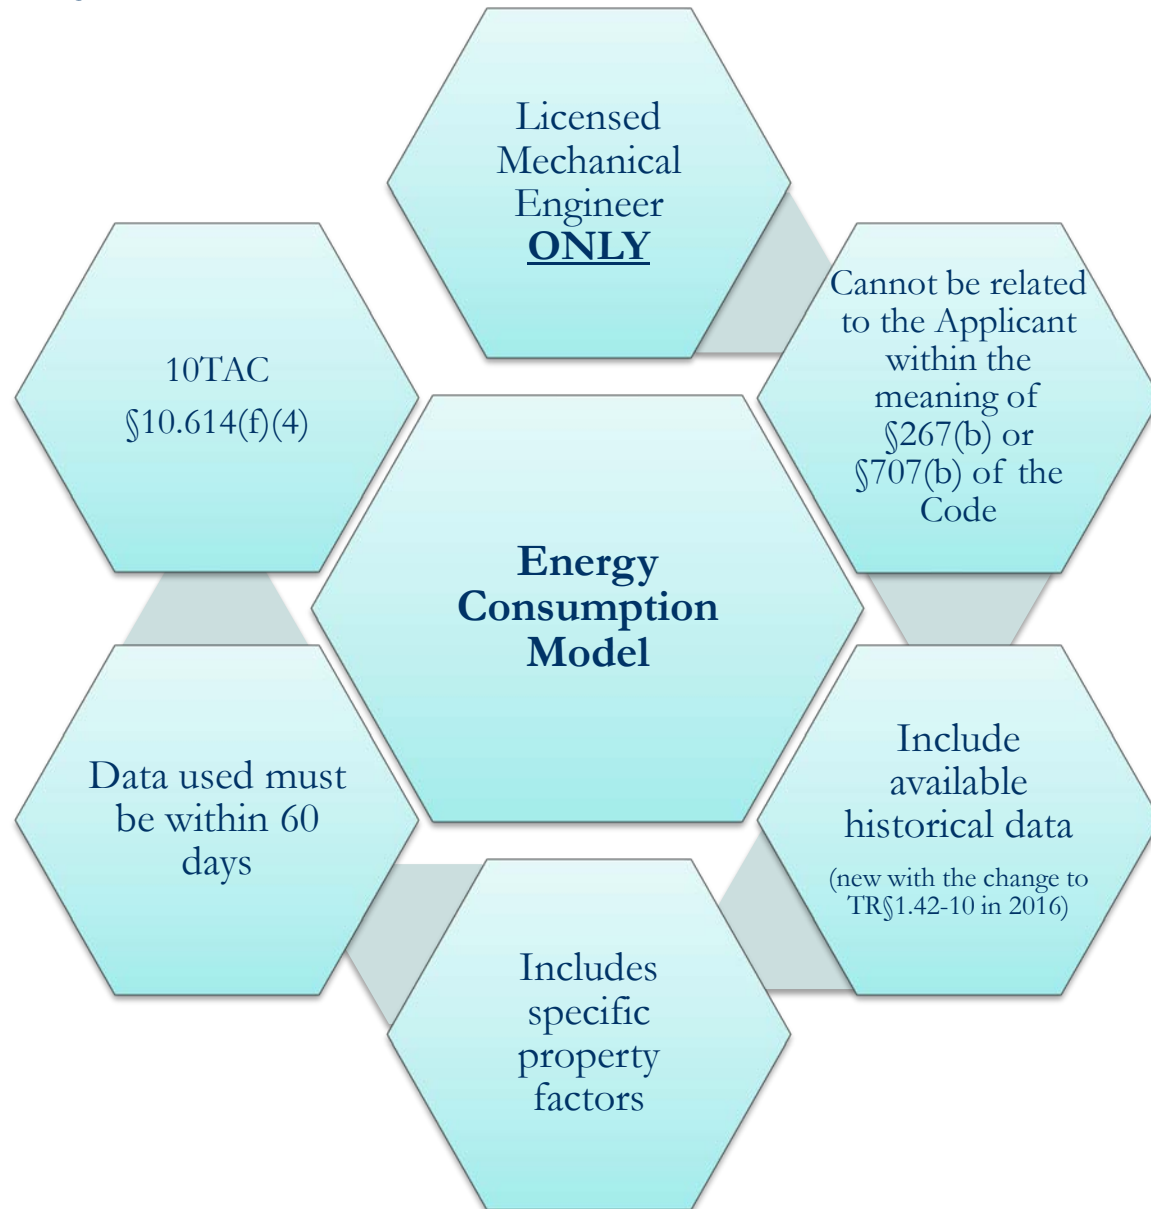 Licensed
Mechanical
Engineer
ONLY
Cannot be related
to the Applicant
within the
meaning of
§267(b) or
§707(b) of the
Code
10TAC
§10.614(f)(4)
Energy
Consumption
Model
Include
available
historical data
(new with the change to
TR§1.42-10 in 2016)
Data used must
be within 60
days
Includes
specific
property
factors